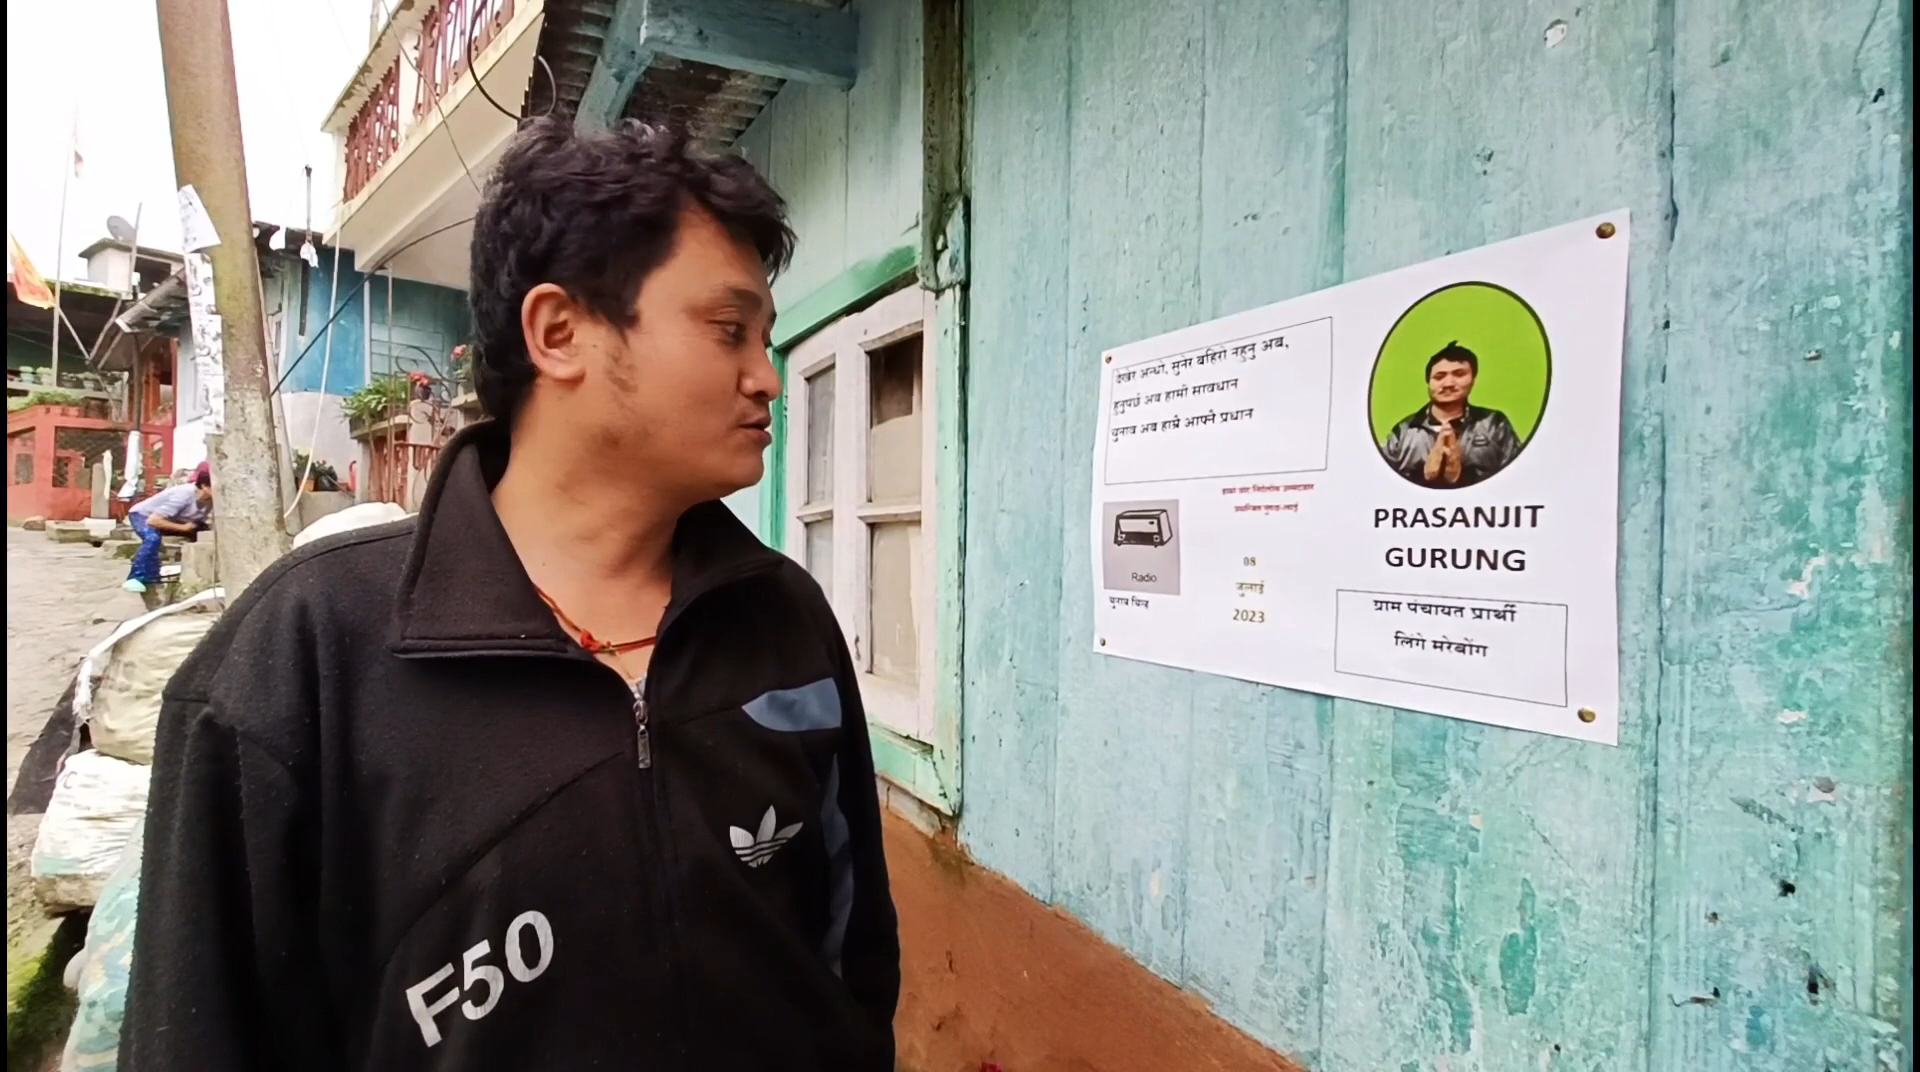 देखेर अन्धो, सुनेर बहिरो नहुनु अब,
हुनुपर्छ अब हामी सावधान
चुनाव अब हाम्रै आफ्नै प्रधान
Radio
चुनाव चिन्ह
08
जुलाई
2023
PRASANJIT
GURUNG
ग्राम पंचायत प्रार्थी
लिंगे मरेबोंग
F50